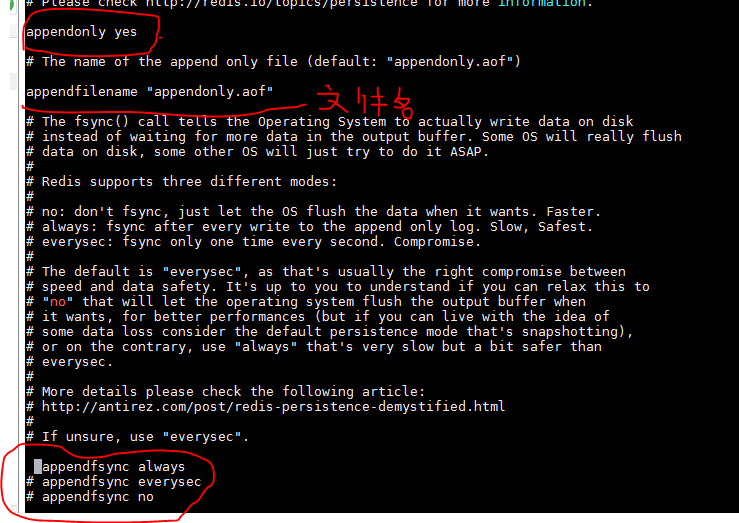 # Please check http://redis.io/topics/persistence for more information.
appendonly yes
# The name of the append only file (default: "appendonly.aof")
appendfilename "appendonly.aof"
文件名
# The fsync() call tells the Operating System to actually write data on disk
# instead of waiting for more data in the output buffer. Some OS will really flush
# data on disk, some other OS will just try to do it ASAP.
#
# Redis supports three different modes:
#
# no: don't fsync, just let the OS flush the data when it wants. Faster.
# always: fsync after every write to the append only log. Slow, Safest.
# everysec: fsync only one time every second. Compromise.
#
# The default is "everysec", as that's usually the right compromise between
# speed and data safety. It's up to you to understand if you can relax this to
# "no" that will let the operating system flush the output buffer when
# it wants, for better performances (but if you can live with the idea of
# some data loss consider the default persistence mode that's snapshotting),
# or on the contrary, use "always" that's very slow but a bit safer than
# everysec.
#
# More details please check the following article:
# http://antirez.com/post/redis-persistence-demystified.html
#
# If unsure, use "everysec".
appendfsync always
# appendfsync everysec
# appendfsync no